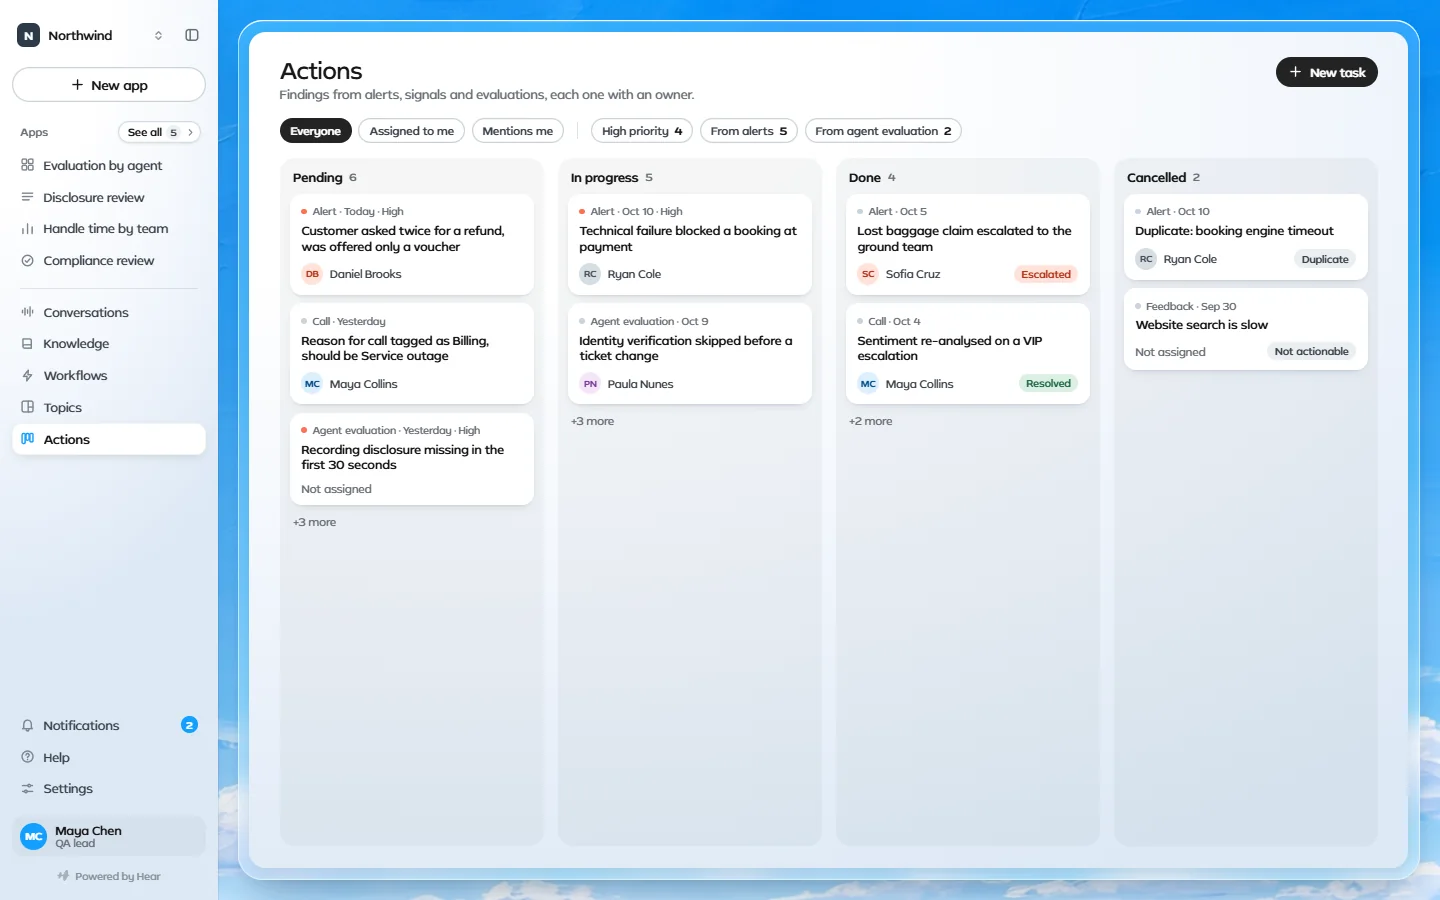 N Northwind
+ New app
Apps
See all 5
Evaluation by agent
Disclosure review
Handle time by team
Compliance review
Conversations
Knowledge
Workflows
Topics
Actions
Notifications 2
Help
Settings
MC
Maya Chen
QA lead
Powered by Hear
Actions
Findings from alerts, signals and evaluations, each one with an owner.
+ New task
Everyone
Assigned to me
Mentions me
High priority 4
From alerts 5
From agent evaluation 2
Pending 6
Alert · Today · High
Customer asked twice for a refund,
was offered only a voucher
DB Daniel Brooks
Call · Yesterday
Reason for call tagged as Billing,
should be Service outage
MC Maya Collins
Agent evaluation · Yesterday · High
Recording disclosure missing in the
first 30 seconds
Not assigned
+3 more
In progress 5
Alert · Oct 10 · High
Technical failure blocked a booking at
payment
RC Ryan Cole
Agent evaluation · Oct 9
Identity verification skipped before a
ticket change
PN Paula Nunes
+3 more
Done 4
Alert · Oct 5
Lost baggage claim escalated to the
ground team
SC Sofia Cruz
Escalated
Call · Oct 4
Sentiment re-analysed on a VIP
escalation
MC Maya Collins
Resolved
+2 more
Cancelled 2
Alert · Oct 10
Duplicate: booking engine timeout
RC Ryan Cole
Duplicate
Feedback · Sep 30
Website search is slow
Not assigned
Not actionable